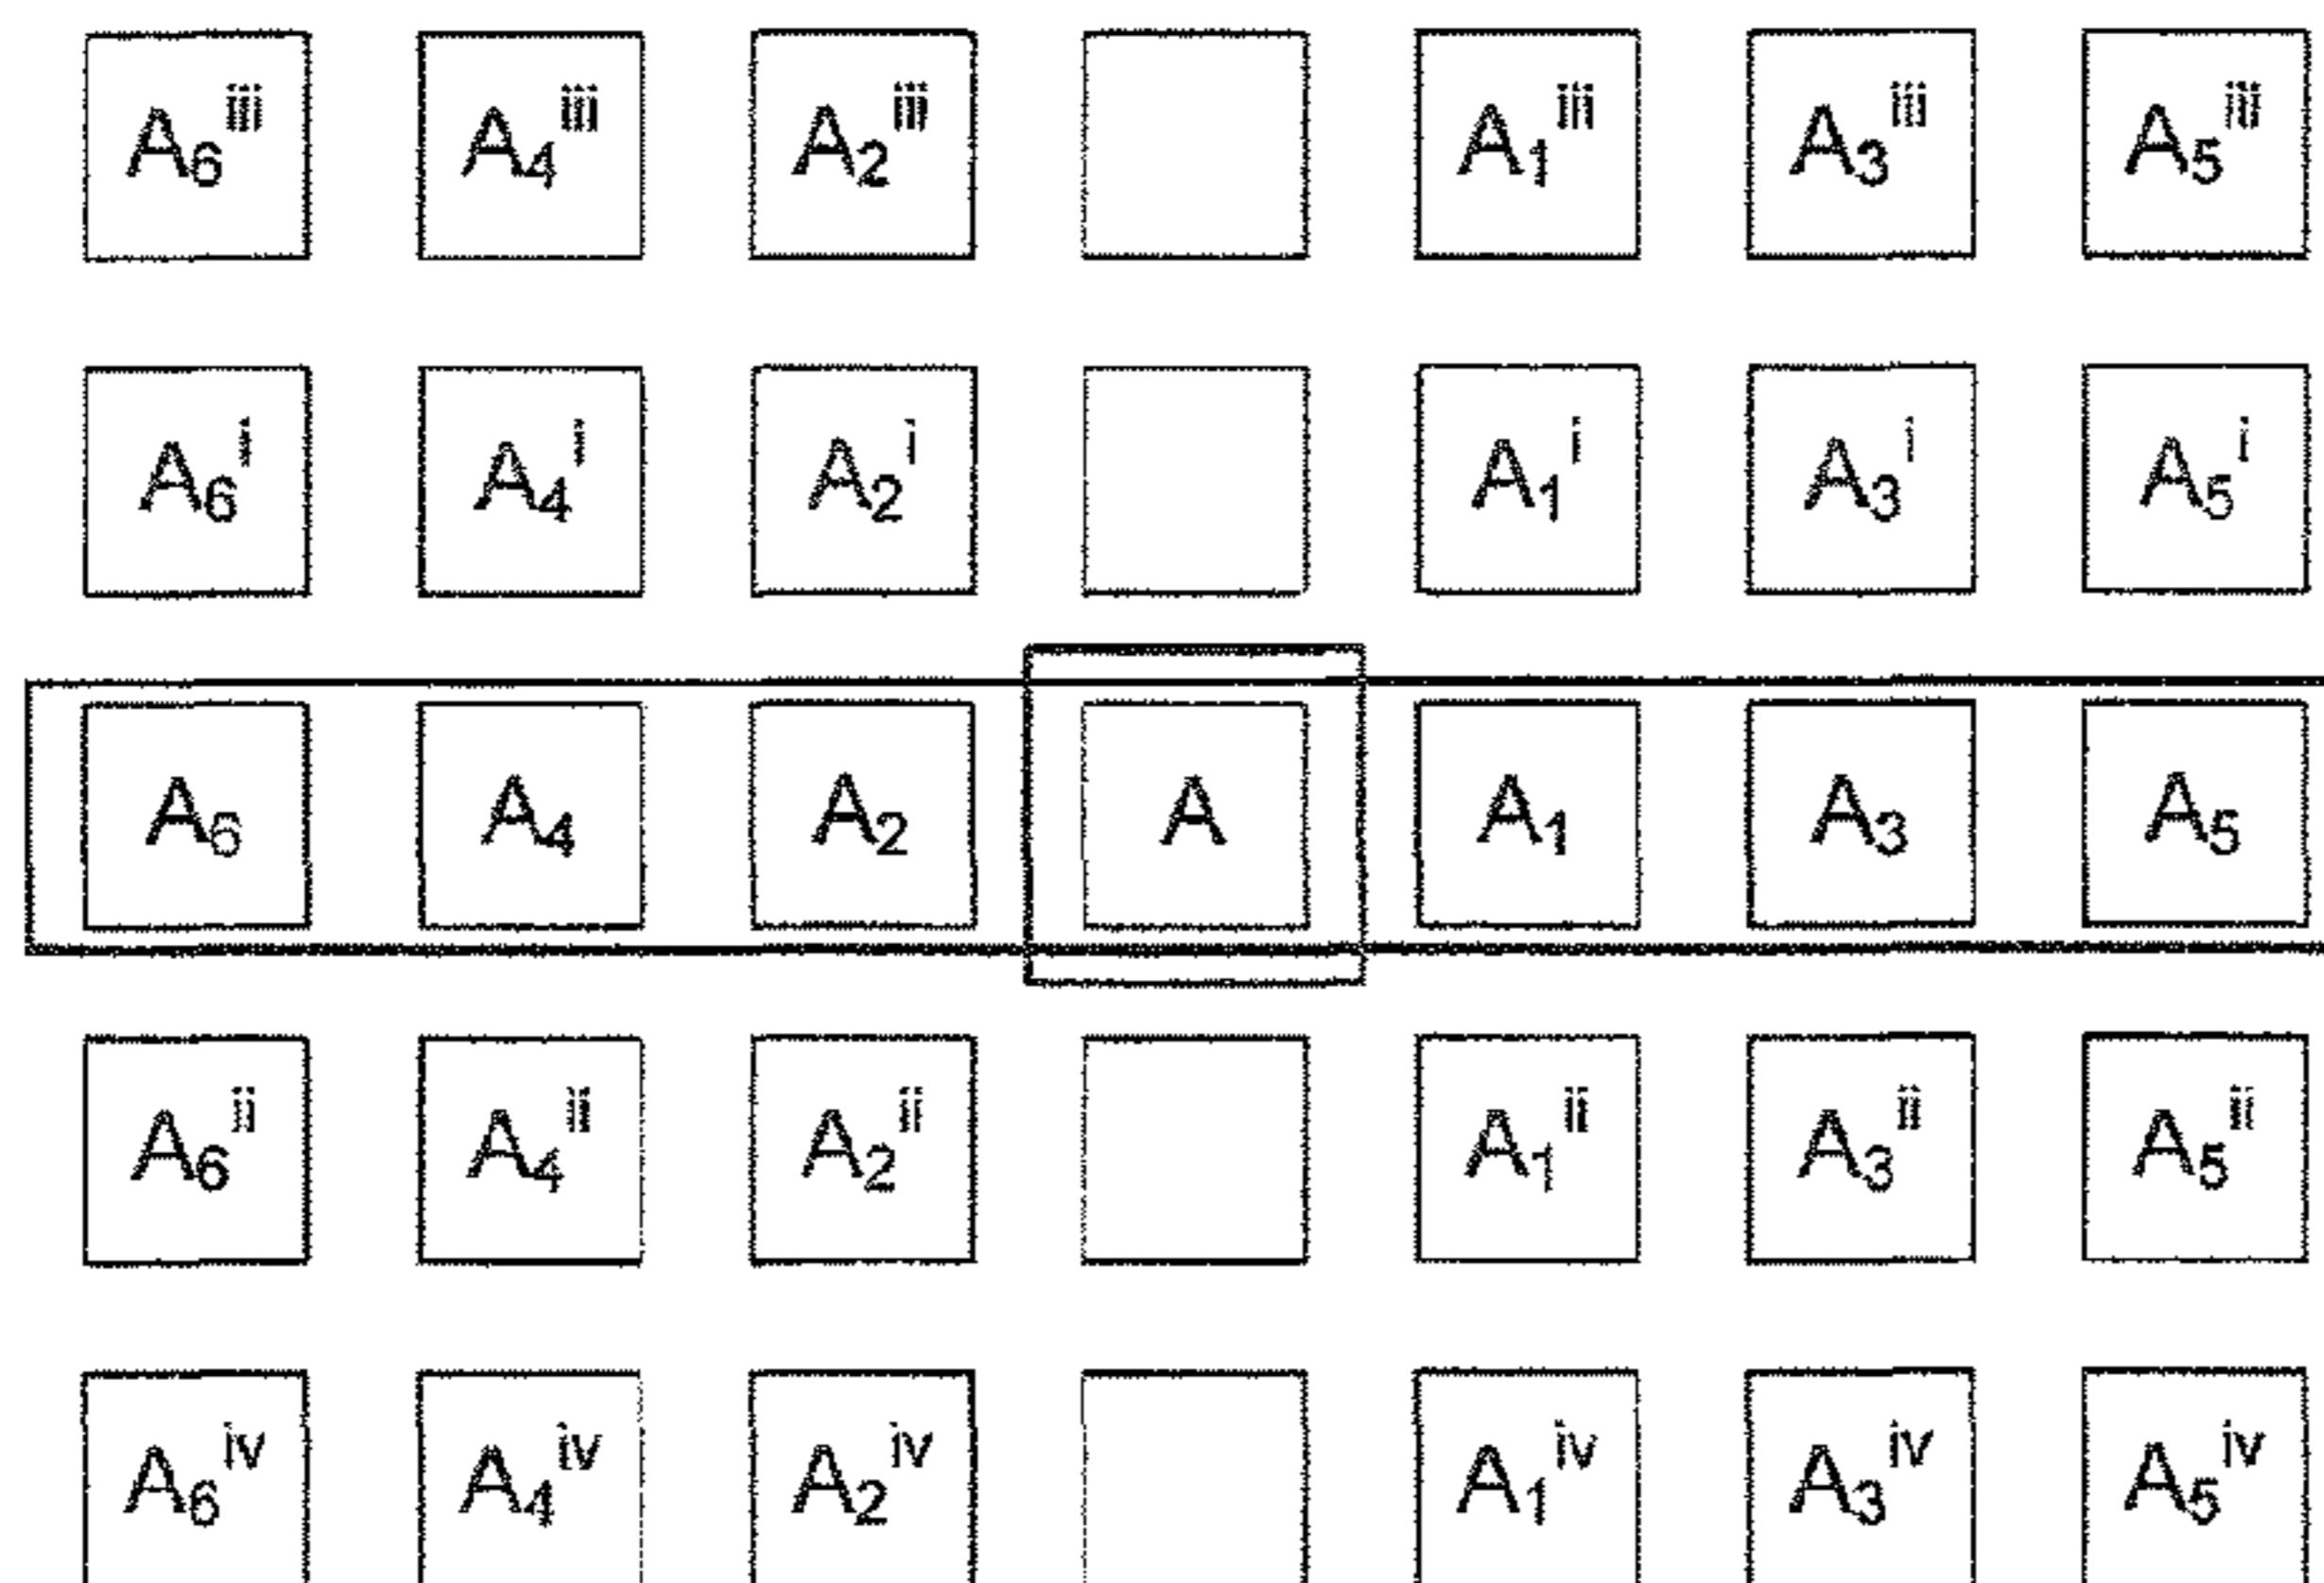 A₆ⁱⁱⁱ A₄ⁱⁱⁱ A₂ⁱⁱⁱ A₁ⁱⁱⁱ A₃ⁱⁱⁱ A₅ⁱⁱⁱ
A₆ⁱ A₄ⁱ A₂ⁱ A₁ⁱ A₃ⁱ A₅ⁱ
A₆ A₄ A₂ A A₁ A₃ A₅
A₆ⁱⁱ A₄ⁱⁱ A₂ⁱⁱ A₁ⁱⁱ A₃ⁱⁱ A₅ⁱⁱ
A₆ⁱᵛ A₄ⁱᵛ A₂ⁱᵛ A₁ⁱᵛ A₃ⁱᵛ A₅ⁱᵛ